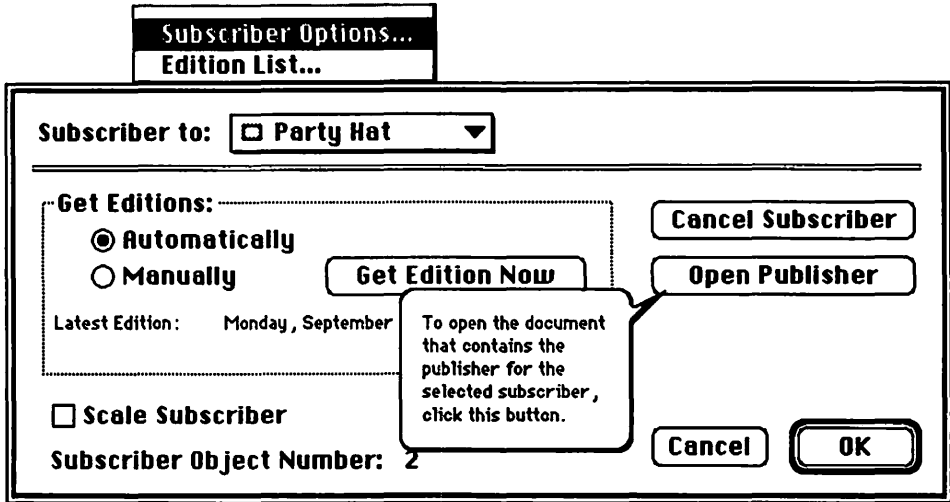 Subscriber Options...
Edition List...
Subscriber to: Party Hat
Get Editions:
Automatically
Manually
Get Edition Now
Latest Edition: Monday, September
Cancel Subscriber
Open Publisher
To open the document
that contains the
publisher for the
selected subscriber,
click this button.
Scale Subscriber
Subscriber Object Number: 2
Cancel
OK